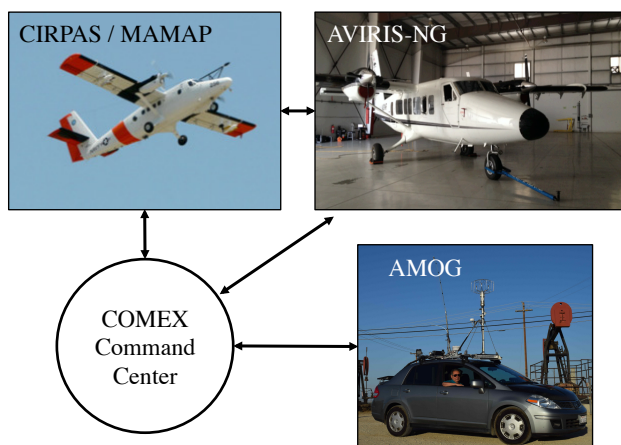 CIRPAS / MAMAP
AVIRIS-NG
AMOG
COMEX
Command
Center